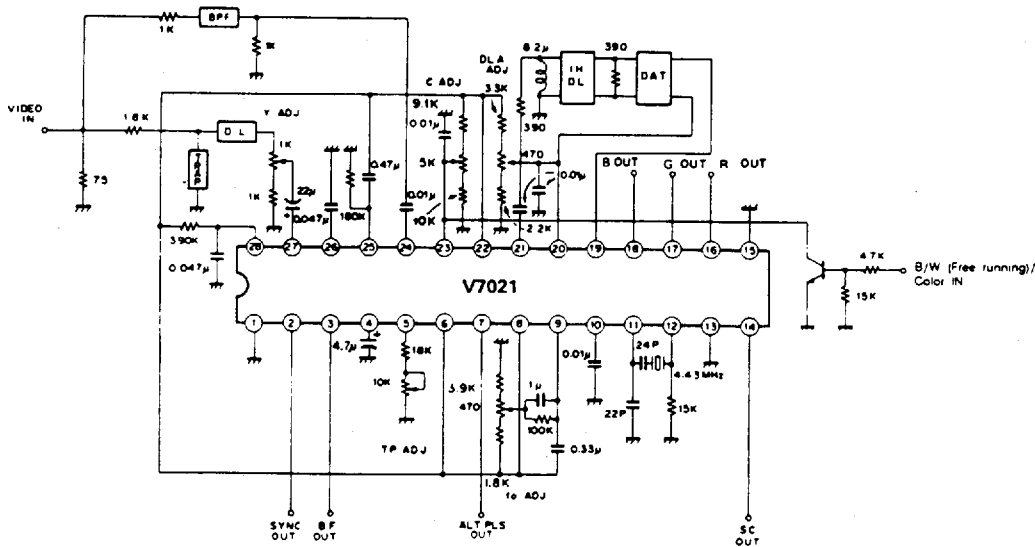 BPF
1K
1K
VIDEO IN
1.8K
Y ADJ
DL
TRAP
75
1K
1K
22μ
0.047μ
180K
0.47μ
C ADJ
9.1K
0.01μ
5K
0.01μ
10K
DLA ADJ
3.3K
470
2.2K
0.01μ
8.2μ
390
1H DL
390
DAT
B OUT
G OUT
R OUT
390K
0.047μ
28
27
26
25
24
23
22
21
20
19
18
17
16
15
V7021
4.7K
B/W (Free running)/
Color IN
15K
1
2
3
4
5
6
7
8
9
10
11
12
13
14
4.7μ
18K
10K
TP ADJ
3.9K
470
1.8K
fo ADJ
1μ
100K
0.33μ
0.01μ
24P
4.43MHz
22P
15K
SYNC OUT
BF OUT
ALT PLS OUT
SC OUT